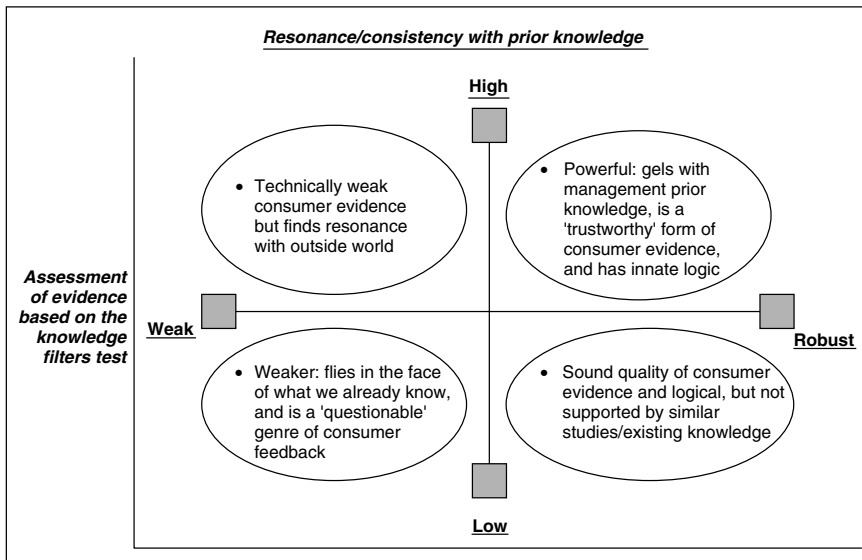 Resonance/consistency with prior knowledge
High
• Technically weak
consumer evidence
but finds resonance
with outside world
• Powerful: gels with
management prior
knowledge, is a
'trustworthy' form of
consumer evidence,
and has innate logic
Assessment
of evidence
based on the
knowledge
filters test
Weak
Robust
• Weaker: flies in the face
of what we already know,
and is a 'questionable'
genre of consumer
feedback
• Sound quality of consumer
evidence and logical, but not
supported by similar
studies/existing knowledge
Low